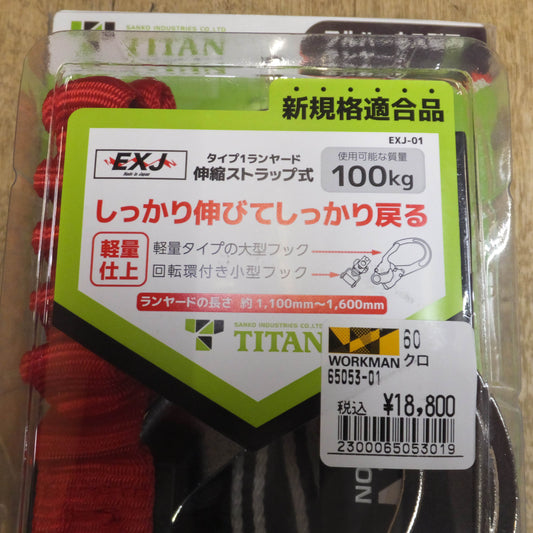 SANKO INDUSTRIES CO.,LTD.
TITAN
新規格適合品
EXJ-01
EXJ
Made in Japan
タイプ1ランヤード
伸縮ストラップ式
使用可能な質量
100kg
しっかり伸びてしっかり戻る
軽量
仕上
軽量タイプの大型フック
回転環付き小型フック
ランヤードの長さ 約1,100mm〜1,600mm
SANKO INDUSTRIES CO.,LTD.
TITAN
WORKMAN
60
クロ
65053-01
税込 ¥18,800
2300065053019